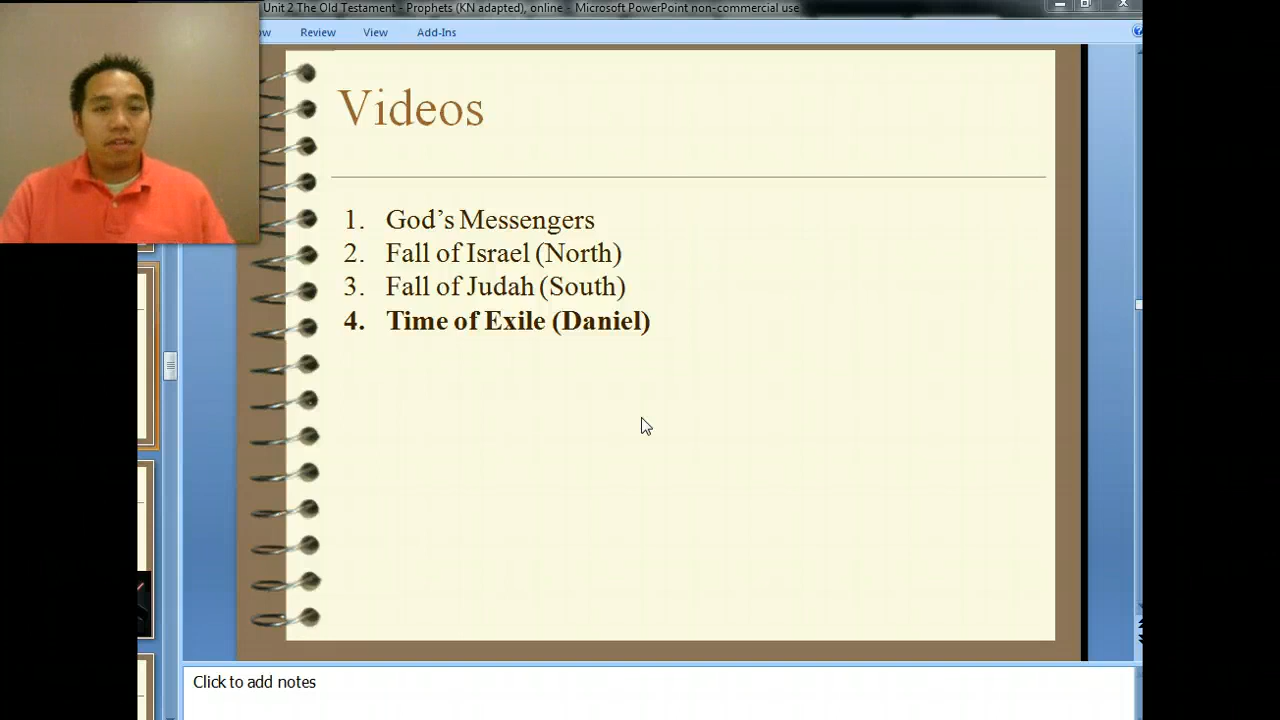 Unit 2 The Old Testament - Prophets (KN adapted), online - Microsoft PowerPoint non-commercial use
Review View Add-Ins
Videos
1. God’s Messengers
2. Fall of Israel (North)
3. Fall of Judah (South)
4. Time of Exile (Daniel)
Click to add notes